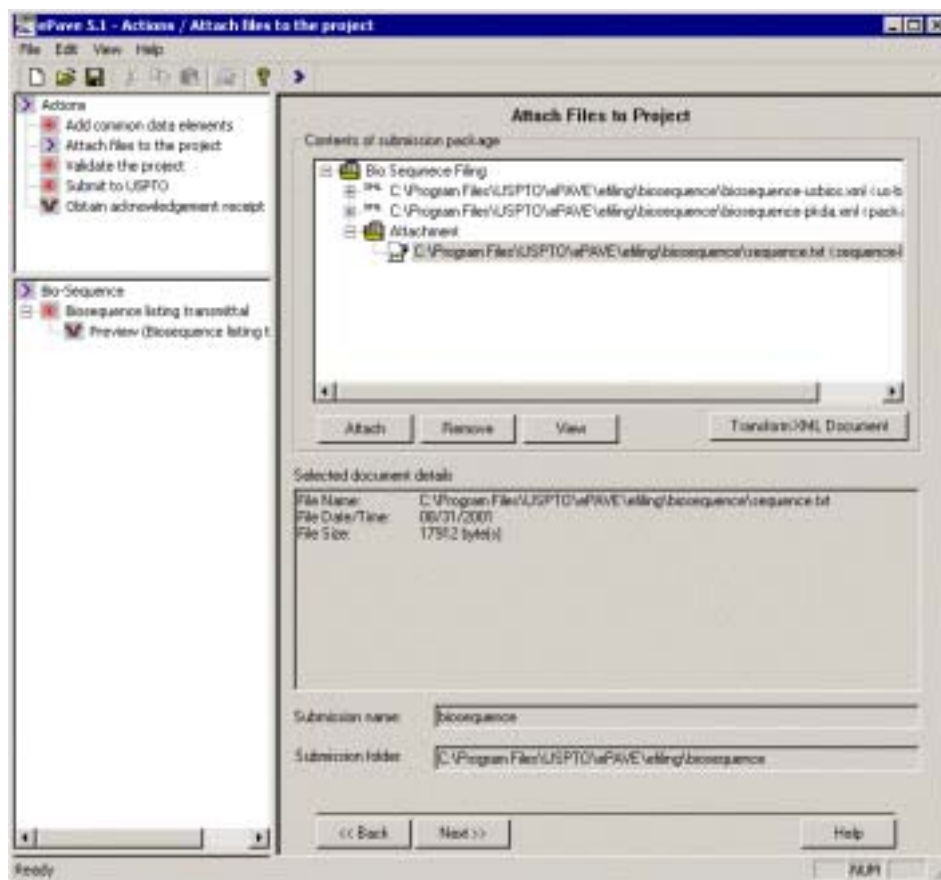 ePave 5.1 - Actions / Attach files to the project
File Edit View Help
Actions
Add common data elements
Attach files to the project
Validate the project
Submit to USPTO
Obtain acknowledgement receipt
Bio-Sequence
Biosequence listing transmittal
Preview (Biosequence listing t
Attach Files to Project
Contents of submission package
Bio Sequnece Filing
C:\Program Files\USPTO\ePAVE\efiling\biosequence\biosequence-usbios.xml <us-b
C:\Program Files\USPTO\ePAVE\efiling\biosequence\biosequence-pkda.xml <pack
Attachment
C:\Program Files\USPTO\ePAVE\efiling\biosequence\sequence.txt <sequence-l
Attach Remove View Transform XML Document
Selected document details
File Name: C:\Program Files\USPTO\ePAVE\efiling\biosequence\sequence.txt
File Date/Time: 08/31/2001
File Size: 17912 byte(s)
Submission name: biosequence
Submission folder: C:\Program Files\USPTO\ePAVE\efiling\biosequence
<< Back Next >> Help
Ready NUM